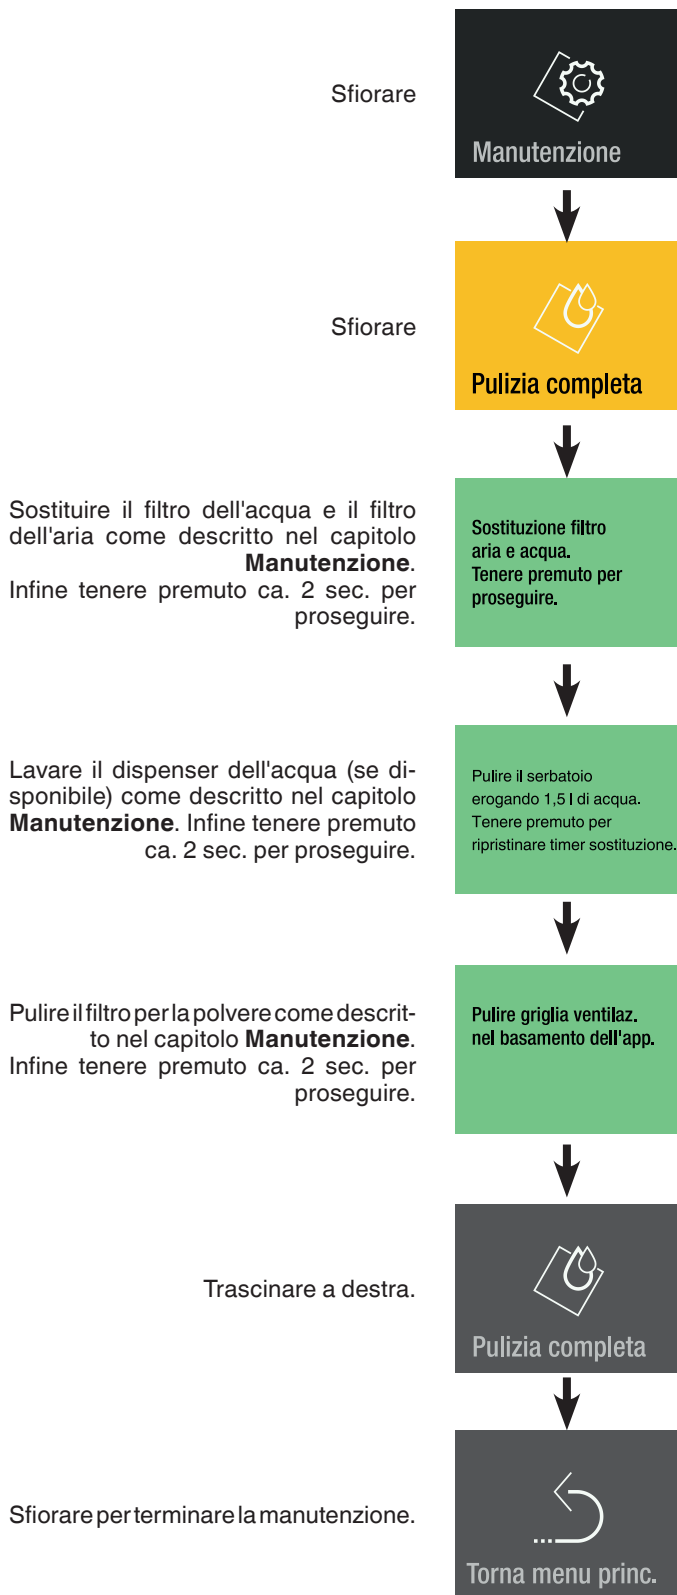 Sfiorare
Manutenzione
Sfiorare
Pulizia completa
Sostituire il filtro dell'acqua e il filtro
dell'aria come descritto nel capitolo
Manutenzione.
Infine tenere premuto ca. 2 sec. per
proseguire.
Sostituzione filtro
aria e acqua.
Tenere premuto per
proseguire.
Lavare il dispenser dell'acqua (se di-
sponibile) come descritto nel capitolo
Manutenzione. Infine tenere premuto
ca. 2 sec. per proseguire.
Pulire il serbatoio
erogando 1,5 l di acqua.
Tenere premuto per
ripristinare timer sostituzione.
Pulire il filtro per la polvere come descrit-
to nel capitolo Manutenzione.
Infine tenere premuto ca. 2 sec. per
proseguire.
Pulire griglia ventilaz.
nel basamento dell'app.
Trascinare a destra.
Pulizia completa
Sfiorare per terminare la manutenzione.
Torna menu princ.